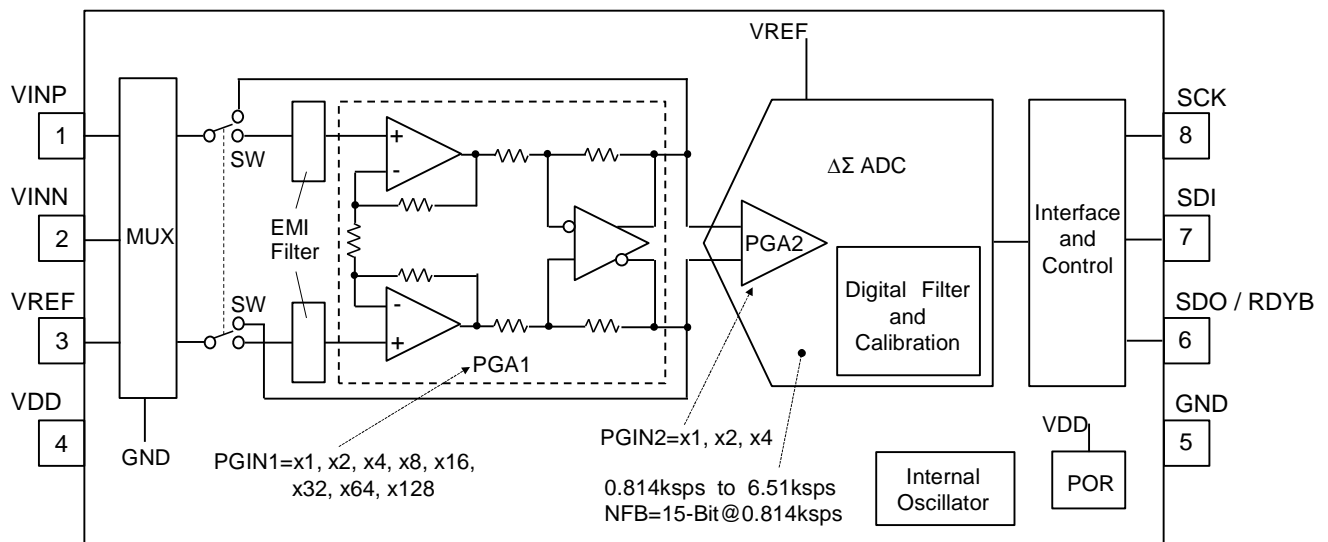 VREF
VINP
1
VINN
2
VREF
3
VDD
4
MUX
GND
SW
SW
EMI
Filter
+
-
-
+
PGA1
PGIN1=x1, x2, x4, x8, x16,
x32, x64, x128
ΔΣ ADC
PGA2
Digital Filter
and
Calibration
PGIN2=x1, x2, x4
0.814ksps to 6.51ksps
NFB=15-Bit@0.814ksps
Internal
Oscillator
VDD
POR
Interface
and
Control
SCK
8
SDI
7
SDO / RDYB
6
GND
5